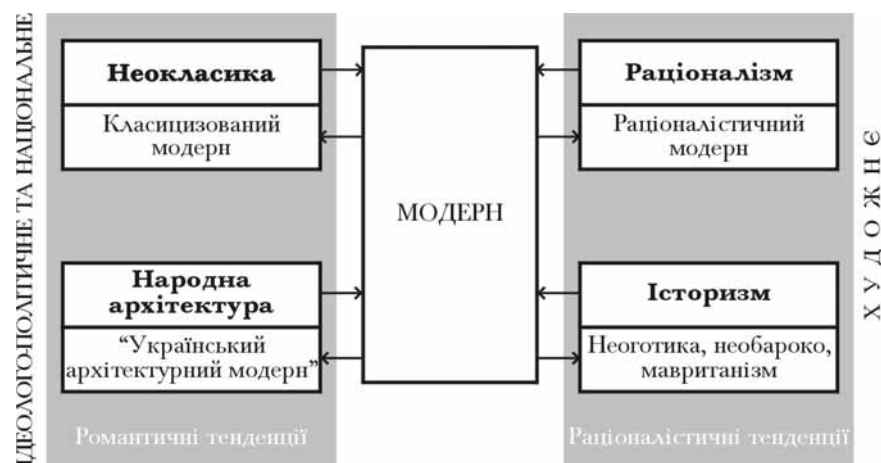 ІДЕОЛОГО-ПОЛІТИЧНЕ ТА НАЦІОНАЛЬНЕ
Неокласика
Класицизований
модерн
Народна
архітектура
“Український
архітектурний модерн”
Романтичні тенденції
МОДЕРН
Раціоналізм
Раціоналістичний
модерн
Історизм
Неоготика, необароко,
мавританізм
Раціоналістичні тенденції
ХУДОЖНЄ